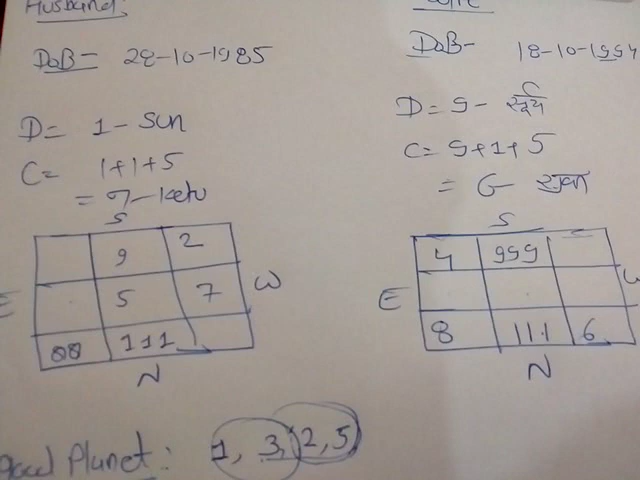 Husband:
DOB= 28-10-1985
D= 1 - Sun
C= 1+1+5
= 7 - Ketu
S
9 2
E 5 7 W
88 111
N
DOB- 18-10-1994
D= 9 -
C= 9+1+5
= 6
S
4 999
E W
8 111 6
N
good Planet: 1, 3, 2, 5